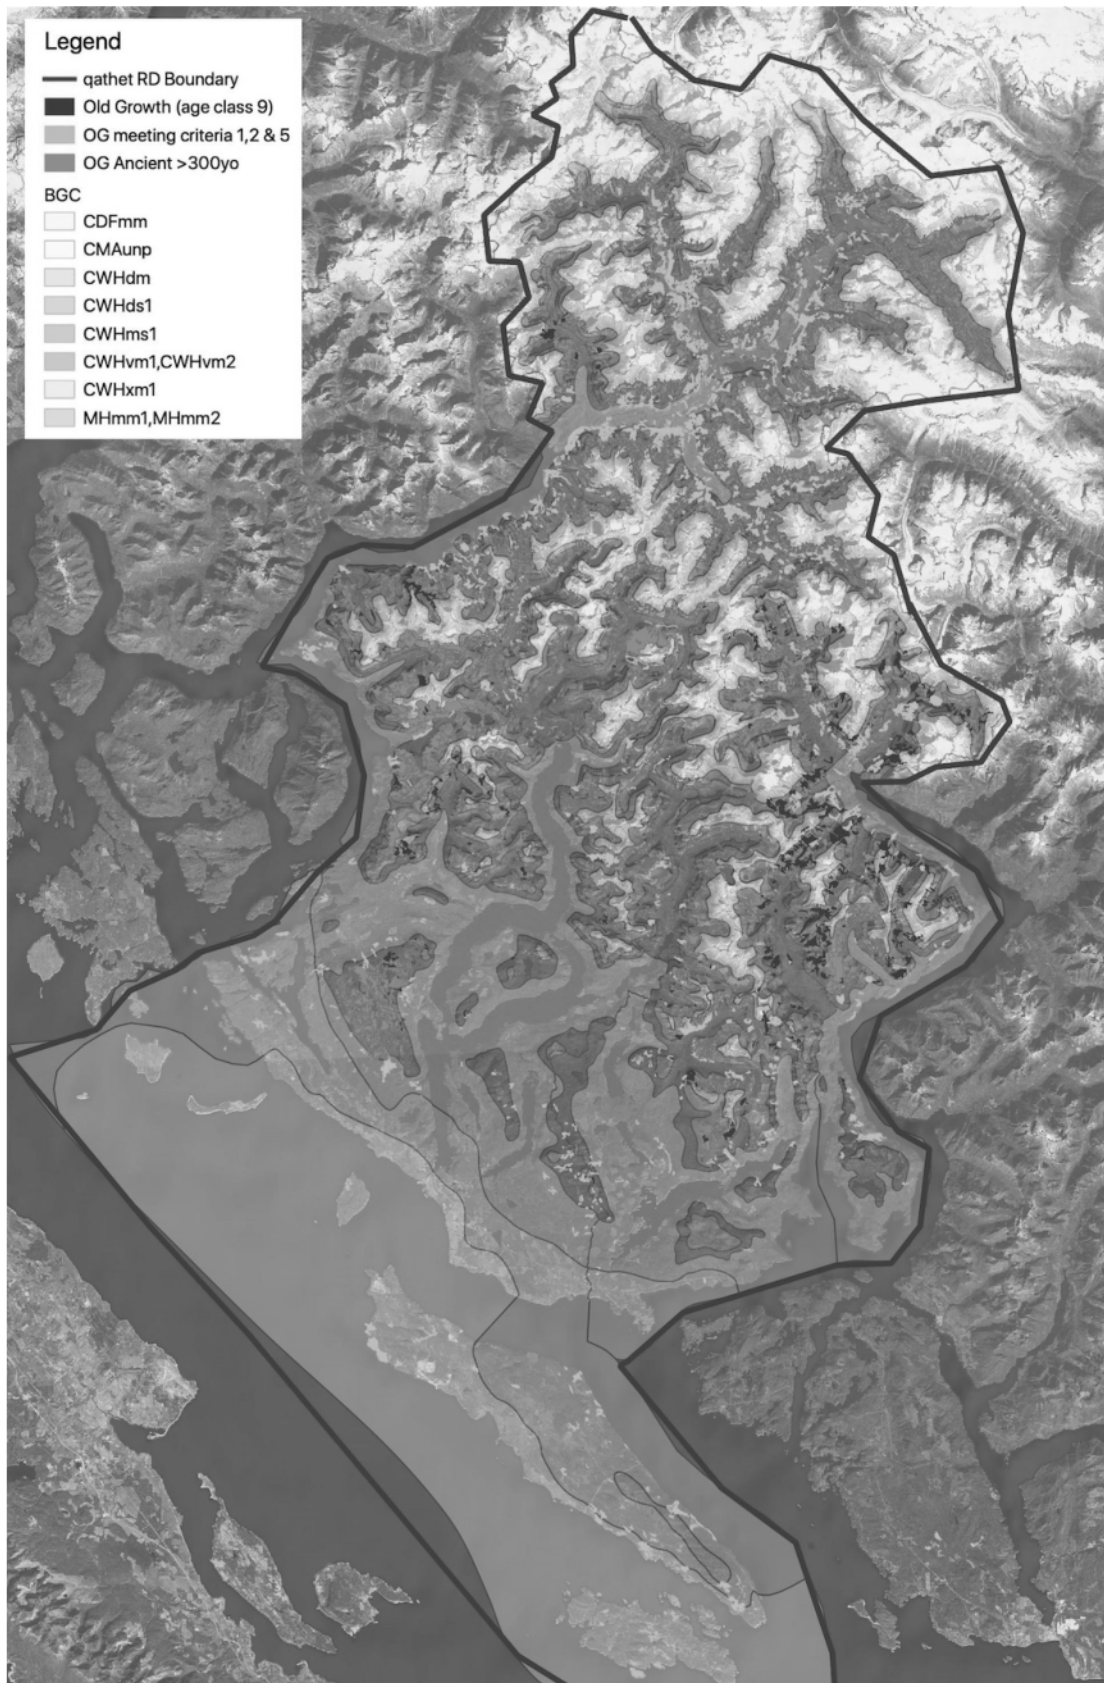 Legend
qathet RD Boundary
Old Growth (age class 9)
OG meeting criteria 1,2 & 5
OG Ancient >300yo
BGC
CDFmm
CMAunp
CWHdm
CWHds1
CWHms1
CWHvm1,CWHvm2
CWHxm1
MHmm1,MHmm2